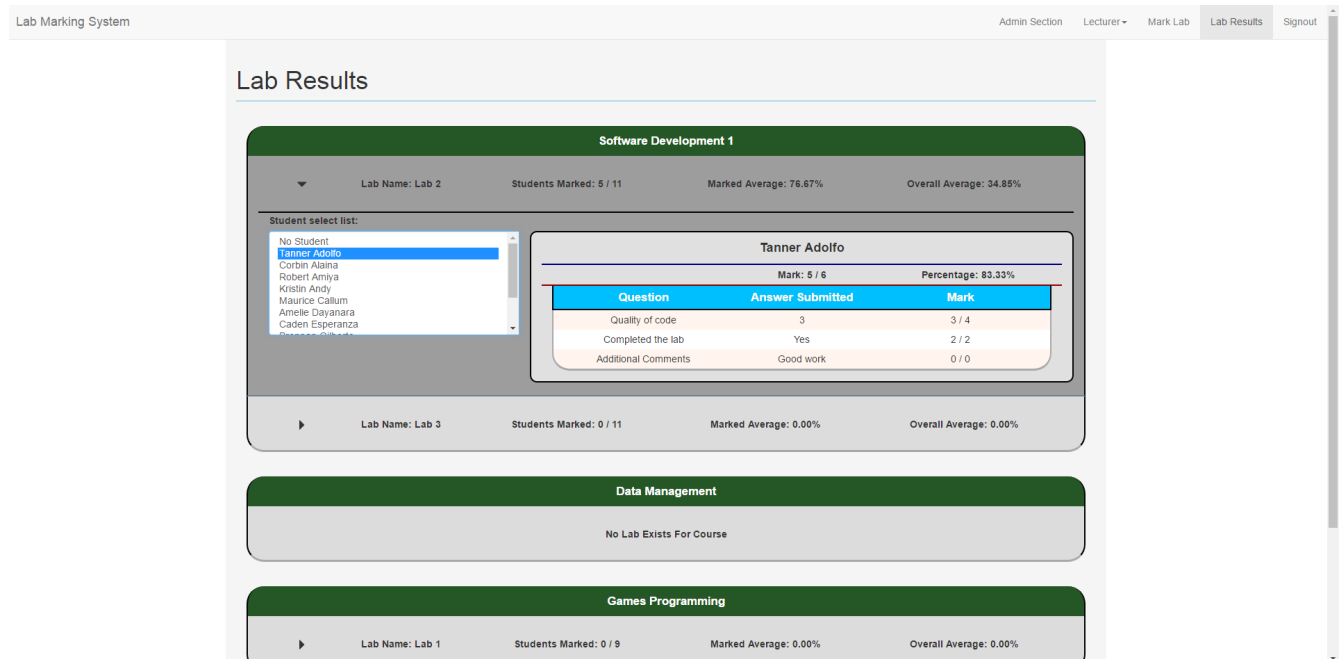 Lab Marking System Admin Section Lecturer Mark Lab Lab Results Signout
Lab Results
Software Development 1
Lab Name: Lab 2 Students Marked: 5 / 11 Marked Average: 76.67% Overall Average: 34.85%
Student select list:
No Student
Tanner Adolfo
Corbin Alaina
Robert Amiya
Kristin Andy
Maurice Callum
Amelie Dayanara
Caden Esperanza
Tanner Adolfo
Mark: 5 / 6 Percentage: 83.33%
Question Answer Submitted Mark
Quality of code 3 3 / 4
Completed the lab Yes 2 / 2
Additional Comments Good work 0 / 0
Lab Name: Lab 3 Students Marked: 0 / 11 Marked Average: 0.00% Overall Average: 0.00%
Data Management
No Lab Exists For Course
Games Programming
Lab Name: Lab 1 Students Marked: 0 / 9 Marked Average: 0.00% Overall Average: 0.00%